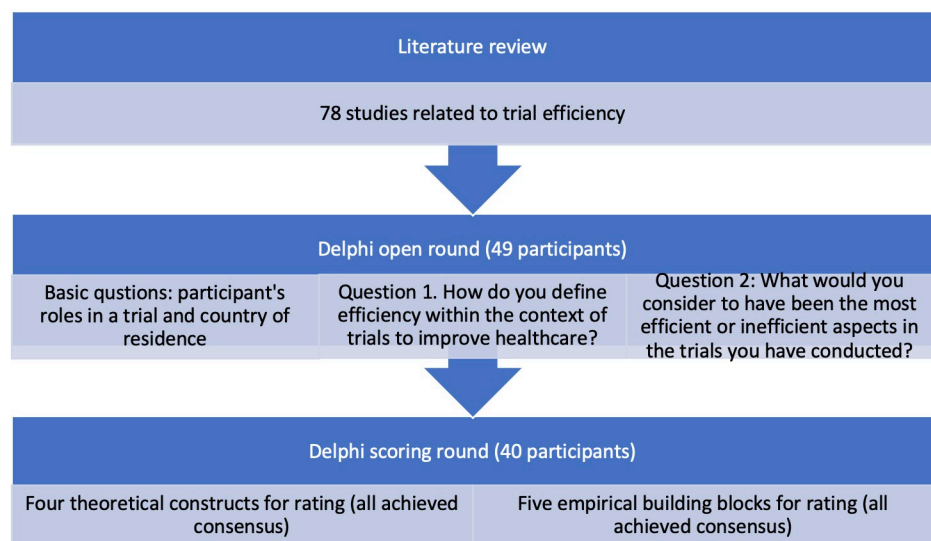 Literature review
78 studies related to trial efficiency
Delphi open round (49 participants)
Basic qustions: participant's
roles in a trial and country of
residence
Question 1. How do you define
efficiency within the context of
trials to improve healthcare?
Question 2: What would you
consider to have been the most
efficient or inefficient aspects in
the trials you have conducted?
Delphi scoring round (40 participants)
Four theoretical constructs for rating (all achieved
consensus)
Five empirical building blocks for rating (all
achieved consensus)